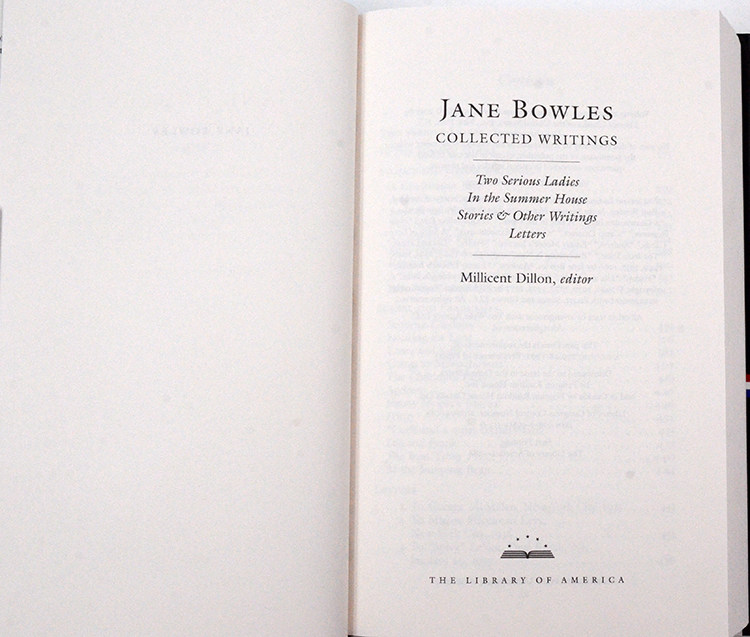 JANE BOWLES
COLLECTED WRITINGS
Two Serious Ladies
In the Summer House
Stories & Other Writings
Letters
Millicent Dillon, editor
THE LIBRARY OF AMERICA